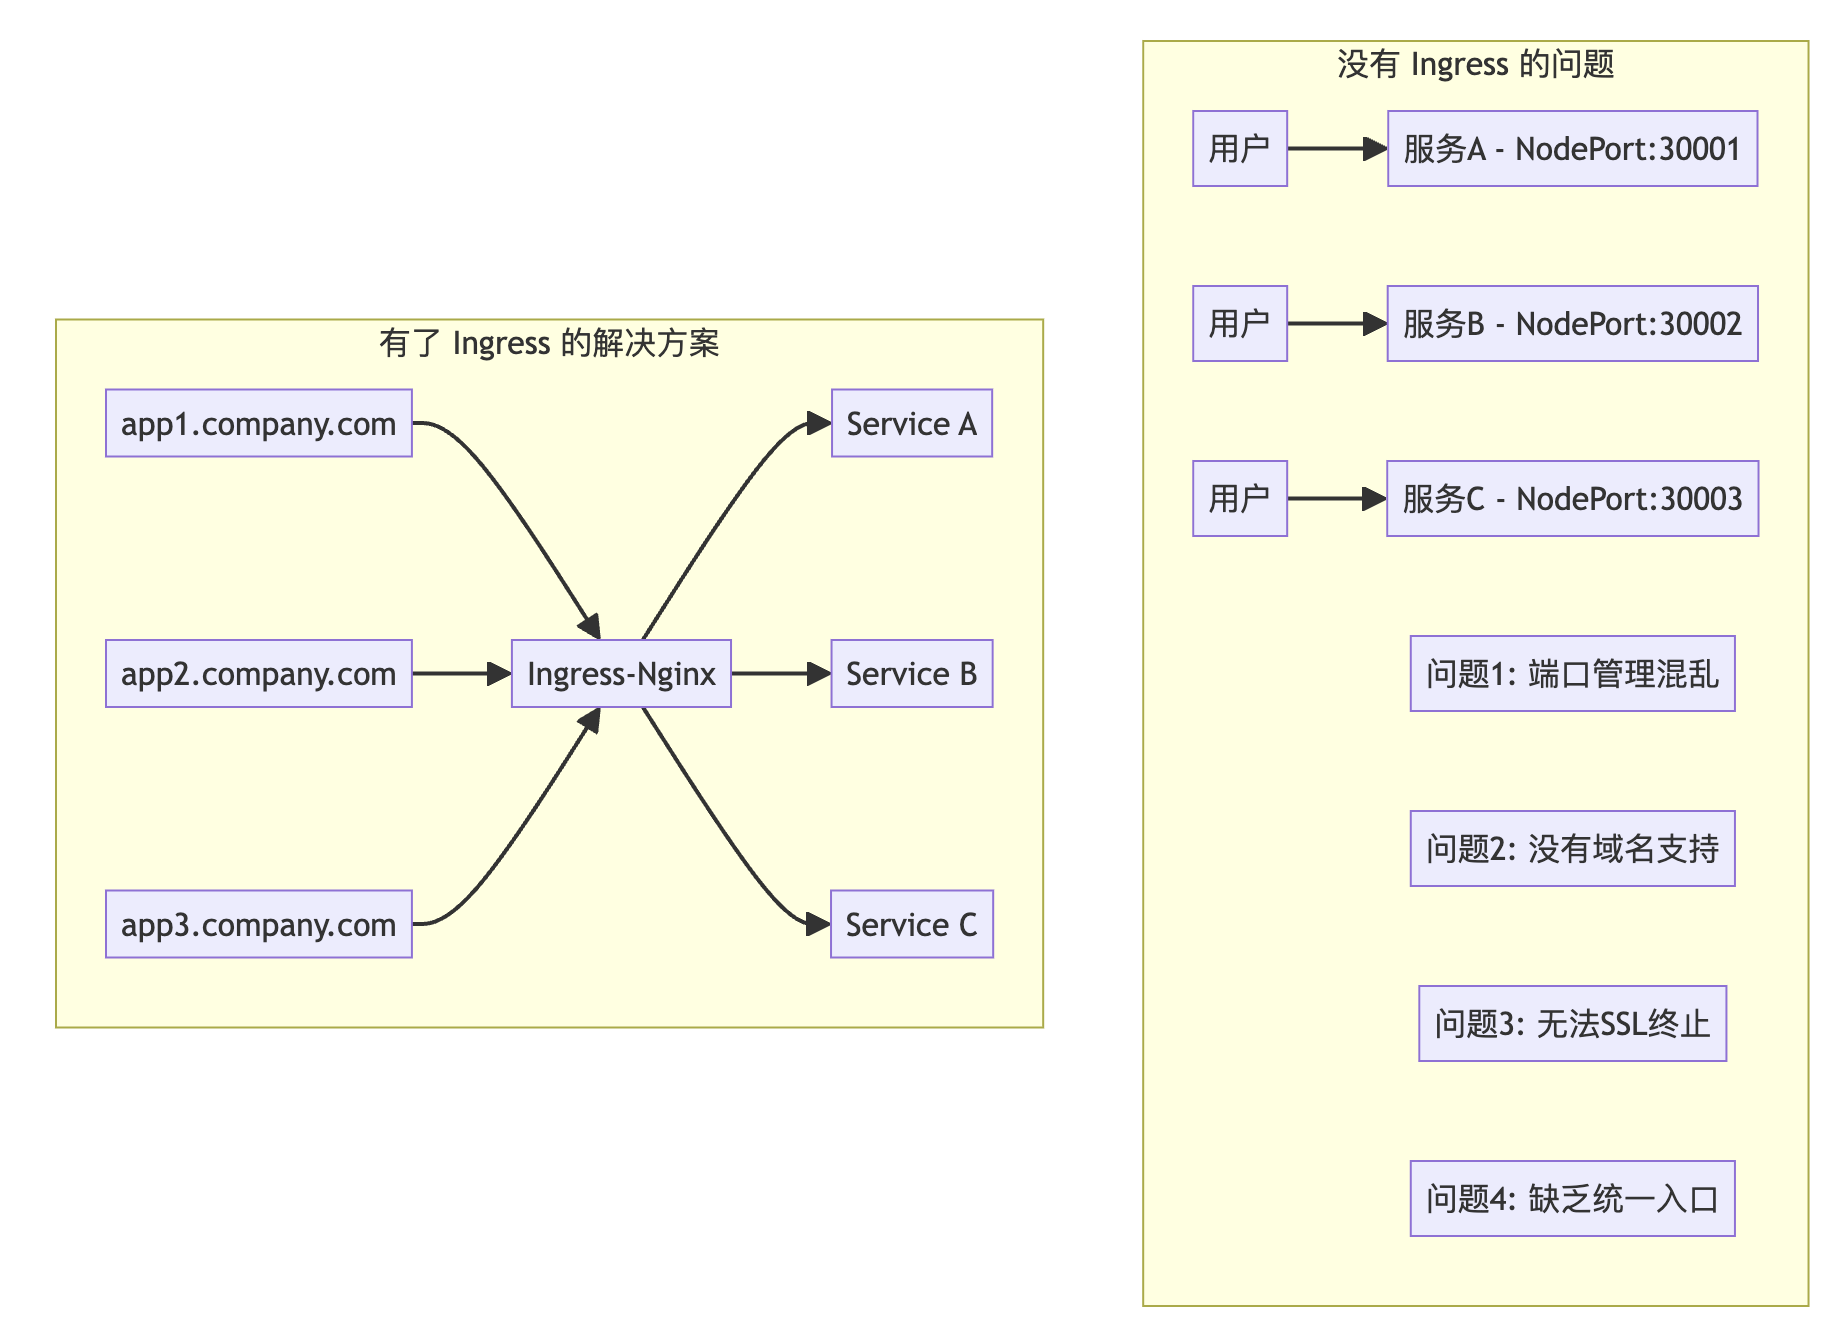 有了 Ingress 的解决方案
app1.company.com
Service A
app2.company.com
Ingress-Nginx
Service B
app3.company.com
Service C
没有 Ingress 的问题
用户
服务A - NodePort:30001
用户
服务B - NodePort:30002
用户
服务C - NodePort:30003
问题1: 端口管理混乱
问题2: 没有域名支持
问题3: 无法SSL终止
问题4: 缺乏统一入口